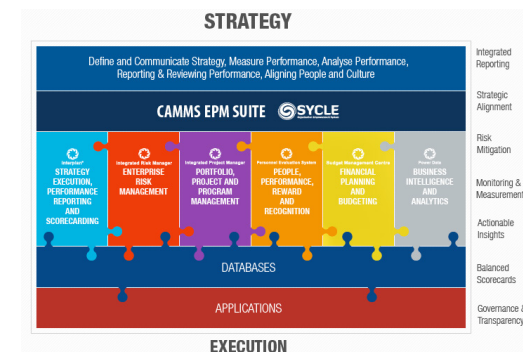 STRATEGY
Define and Communicate Strategy, Measure Performance, Analyse Performance,
Reporting & Reviewing Performance, Aligning People and Culture
CAMMS EPM SUITE SYCLE
Interplan®
STRATEGY
EXECUTION,
PERFORMANCE
REPORTING
AND
SCORECARDING
Integrated Risk Manager
ENTERPRISE
RISK
MANAGEMENT
Integrated Project Manager
PORTFOLIO,
PROJECT AND
PROGRAM
MANAGEMENT
Personnel Evaluation System
PEOPLE,
PERFORMANCE,
REWARD
AND
RECOGNITION
Budget Management Centre
FINANCIAL
PLANNING
AND
BUDGETING
BUSINESS
INTELLIGENCE
AND
ANALYTICS
DATABASES
APPLICATIONS
EXECUTION
Integrated
Reporting
Strategic
Alignment
Risk
Mitigation
Monitoring &
Measurement
Actionable
Insights
Balanced
Scorecards
Governance &
Transparency